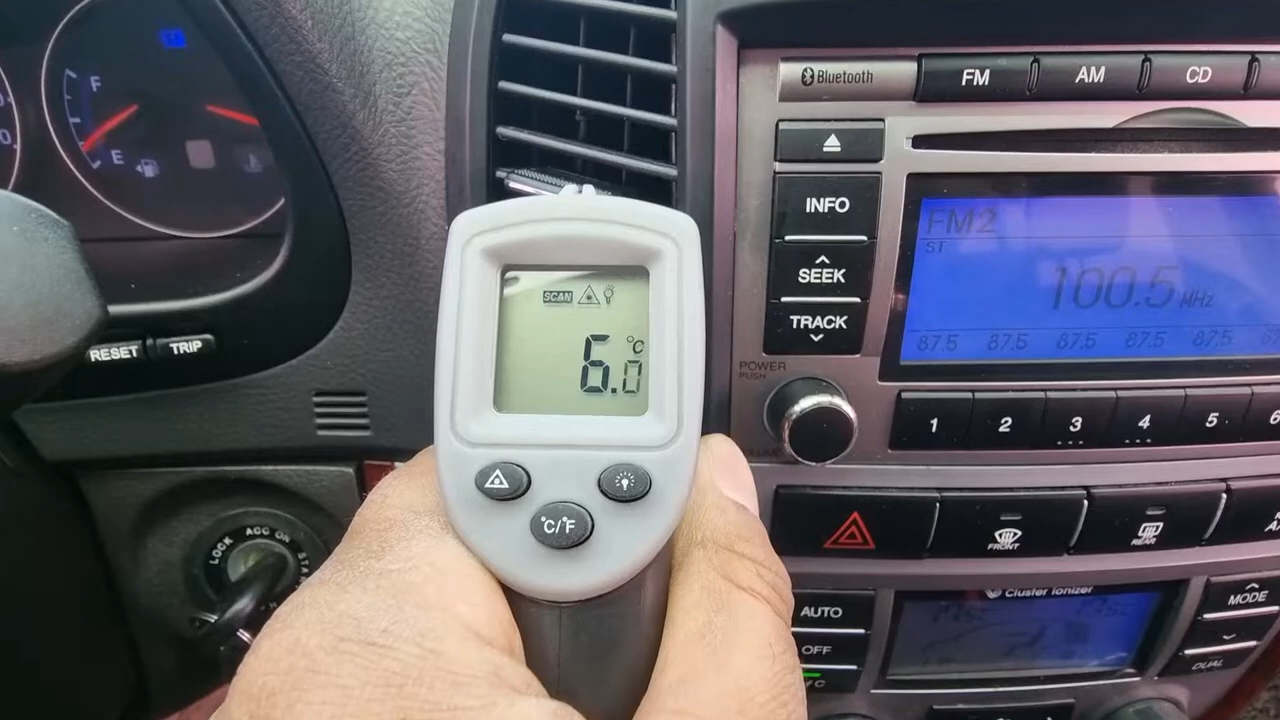 F
E
RESET TRIP
LOCK ACC ON
SCAN
6.0 °C
°C/°F
Bluetooth
FM AM CD
INFO
SEEK
TRACK
POWER
PUSH
FM2
ST
100.5 MHz
87.5 87.5 87.5 87.5 87.5
1 2 3 4 5 6
FRONT
REAR
Cluster Ionizer
AUTO
OFF
MODE
DUAL